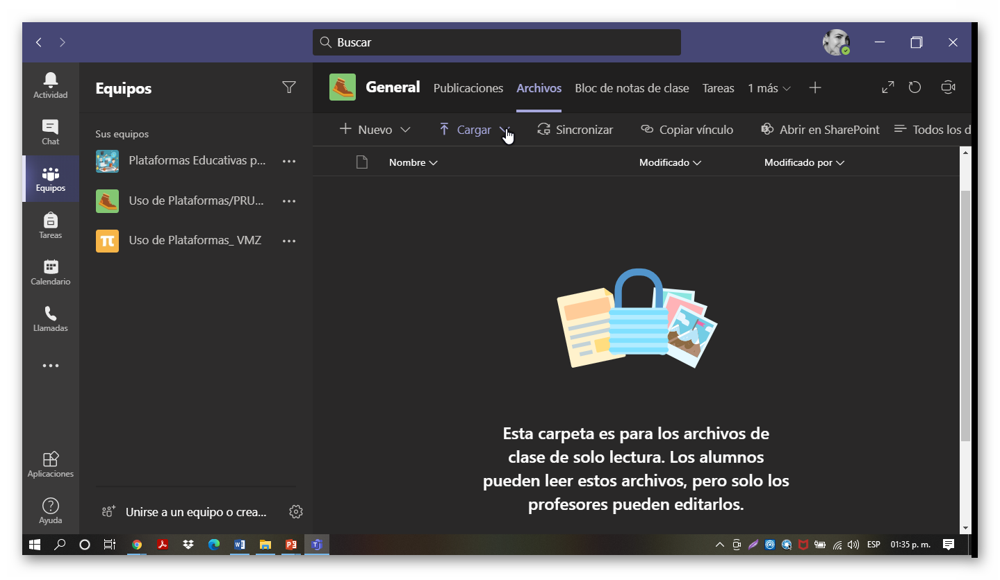 Buscar
Actividad
Chat
Equipos
Tareas
Calendario
Llamadas
Aplicaciones
Ayuda
Equipos
Sus equipos
Plataformas Educativas p...
Uso de Plataformas/PRU...
π
Uso de Plataformas_ VMZ
Unirse a un equipo o crea...
General Publicaciones Archivos Bloc de notas de clase Tareas 1 más
Nuevo Cargar Sincronizar Copiar vínculo Abrir en SharePoint Todos los d
Nombre Modificado Modificado por
Esta carpeta es para los archivos de
clase de solo lectura. Los alumnos
pueden leer estos archivos, pero solo los
profesores pueden editarlos.
ESP 01:35 p. m.